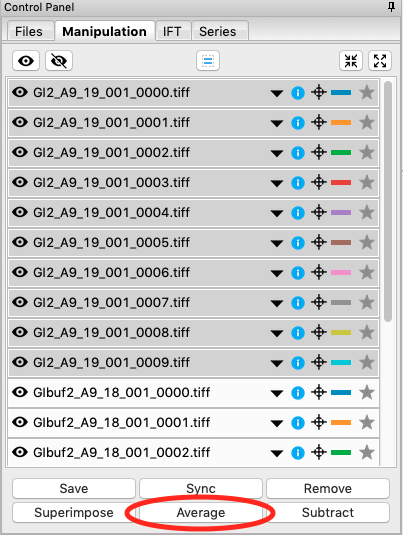 Control Panel
Files Manipulation IFT Series
GI2_A9_19_001_0000.tiff
GI2_A9_19_001_0001.tiff
GI2_A9_19_001_0002.tiff
GI2_A9_19_001_0003.tiff
GI2_A9_19_001_0004.tiff
GI2_A9_19_001_0005.tiff
GI2_A9_19_001_0006.tiff
GI2_A9_19_001_0007.tiff
GI2_A9_19_001_0008.tiff
GI2_A9_19_001_0009.tiff
GIbuf2_A9_18_001_0000.tiff
GIbuf2_A9_18_001_0001.tiff
GIbuf2_A9_18_001_0002.tiff
Save Sync Remove
Superimpose Average Subtract